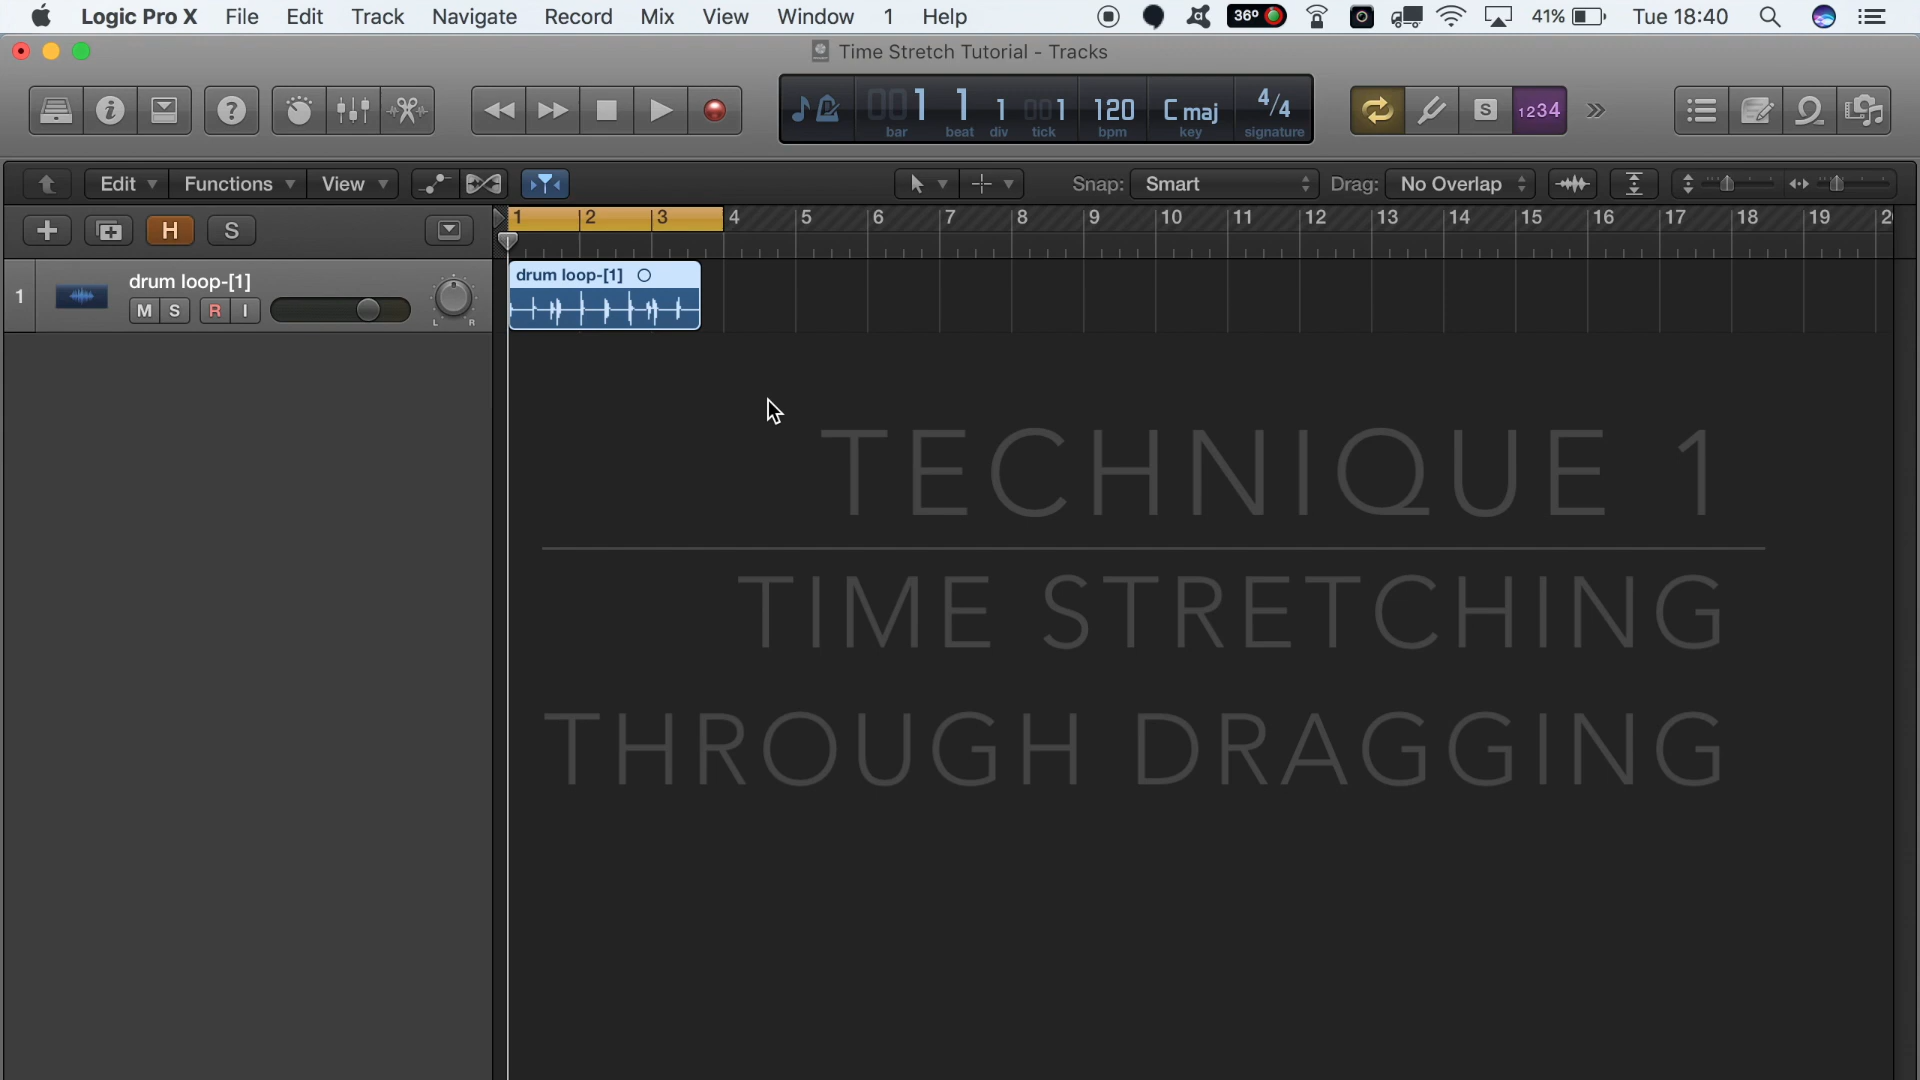 Logic Pro X File Edit Track Navigate Record Mix View Window 1 Help 36° 41% Tue 18:40
Time Stretch Tutorial - Tracks
001 1 1 001 120 C maj 4/4
bar beat div tick bpm key signature
S 1234
Edit Functions View Snap: Smart Drag: No Overlap
H S 1 2 3 4 5 6 7 8 9 10 11 12 13 14 15 16 17 18 19
1 drum loop-[1]
M S R I
L R
drum loop-[1]
TECHNIQUE 1
TIME STRETCHING
THROUGH DRAGGING